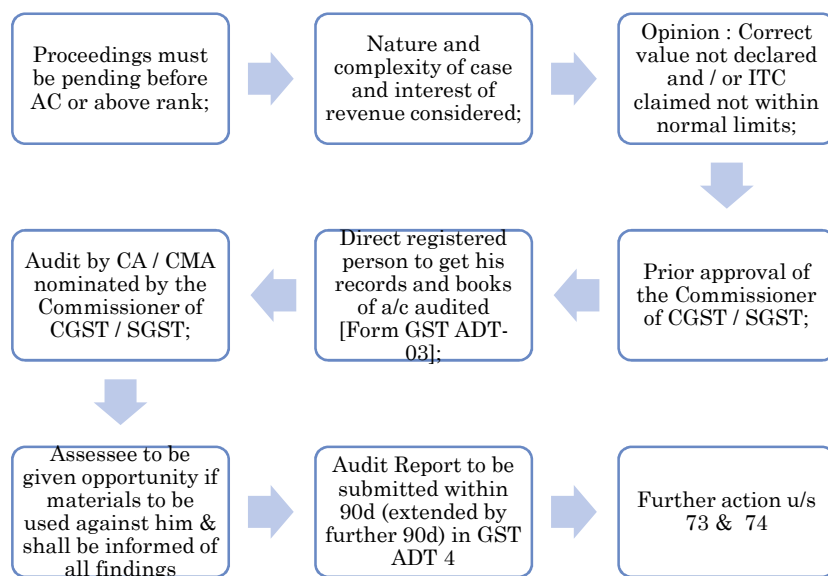 Proceedings must
be pending before
AC or above rank;
Nature and
complexity of case
and interest of
revenue considered;
Opinion : Correct
value not declared
and / or ITC
claimed not within
normal limits;
Prior approval of
the Commissioner
of CGST / SGST;
Direct registered
person to get his
records and books
of a/c audited
[Form GST ADT-
03];
Audit by CA / CMA
nominated by the
Commissioner of
CGST / SGST;
Assessee to be
given opportunity if
materials to be
used against him &
shall be informed of
all findings
Audit Report to be
submitted within
90d (extended by
further 90d) in GST
ADT 4
Further action u/s
73 & 74